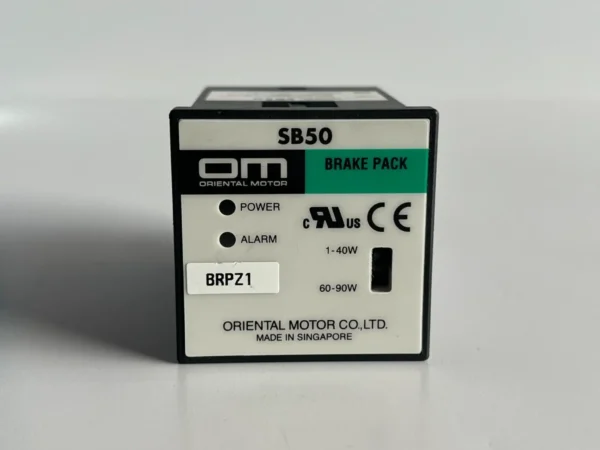 SB50
OM
ORIENTAL MOTOR
BRAKE PACK
POWER
ALARM
c RU US CE
1-40W
60-90W
BRPZ1
ORIENTAL MOTOR CO.,LTD.
MADE IN SINGAPORE